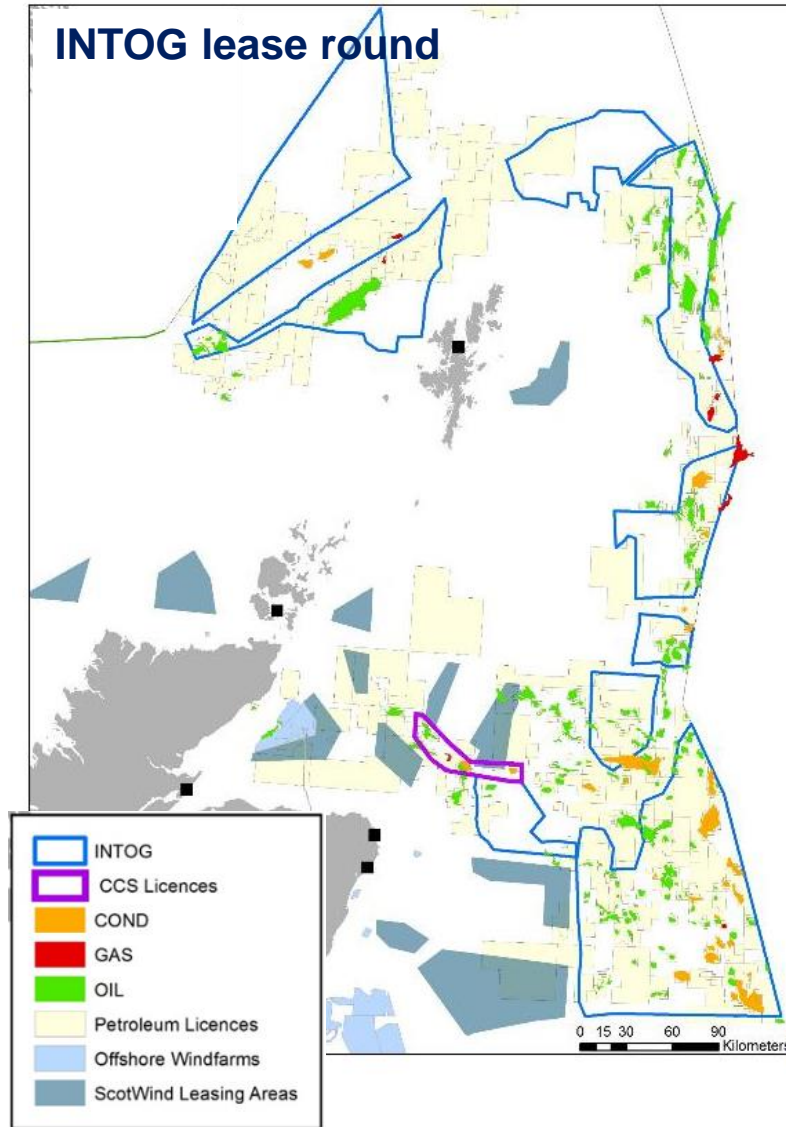 INTOG lease round
INTOG
CCS Licences
COND
GAS
OIL
Petroleum Licences
Offshore Windfarms
ScotWind Leasing Areas
0 15 30 60 90
Kilometers